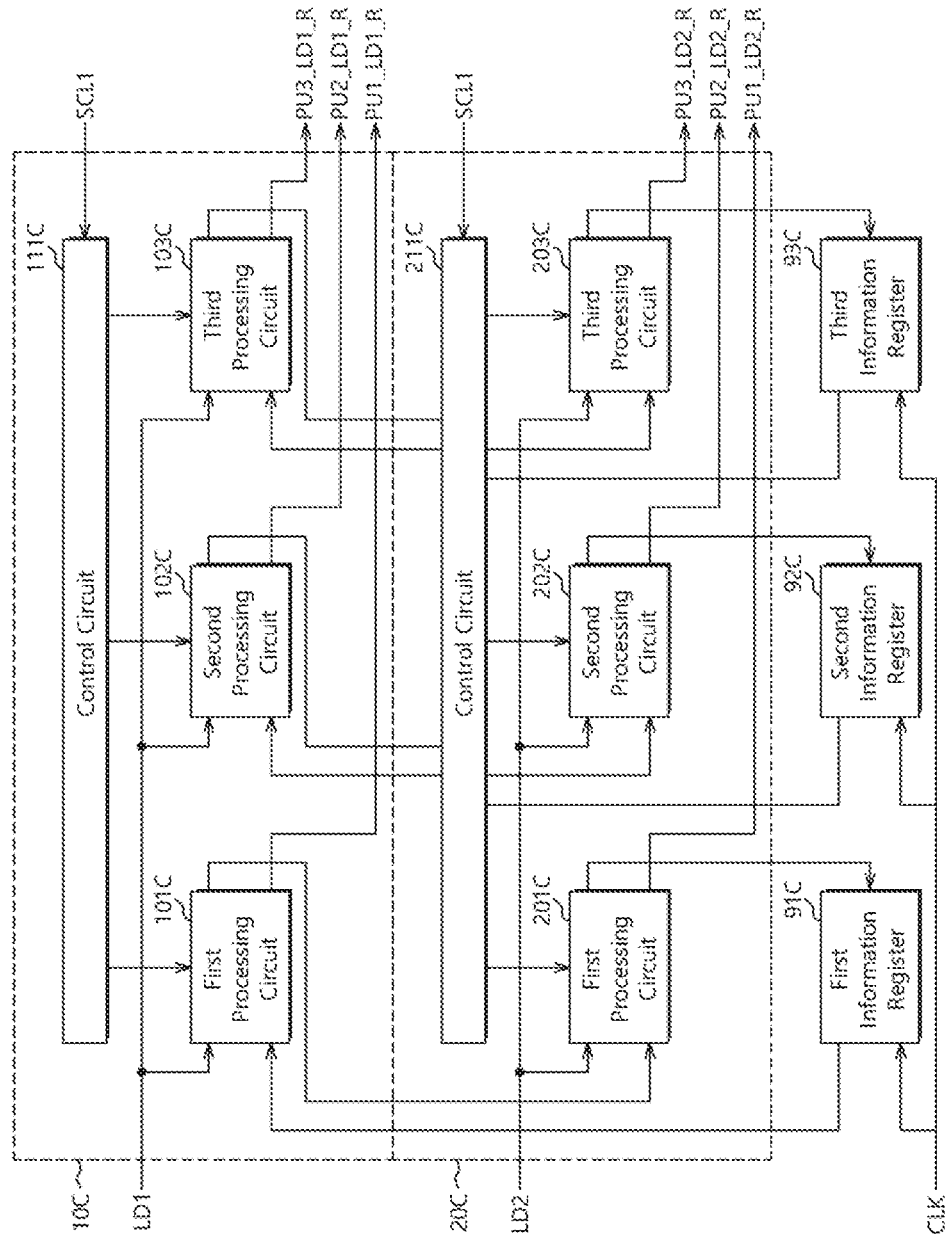 10C
111C
Control Circuit
SCL1
LD1
101C
First
Processing
Circuit
102C
Second
Processing
Circuit
103C
Third
Processing
Circuit
PU3_LD1_R
PU2_LD1_R
PU1_LD1_R
20C
211C
Control Circuit
SCL1
LD2
201C
First
Processing
Circuit
202C
Second
Processing
Circuit
203C
Third
Processing
Circuit
PU3_LD2_R
PU2_LD2_R
PU1_LD2_R
91C
First
Information
Register
92C
Second
Information
Register
93C
Third
Information
Register
CLK